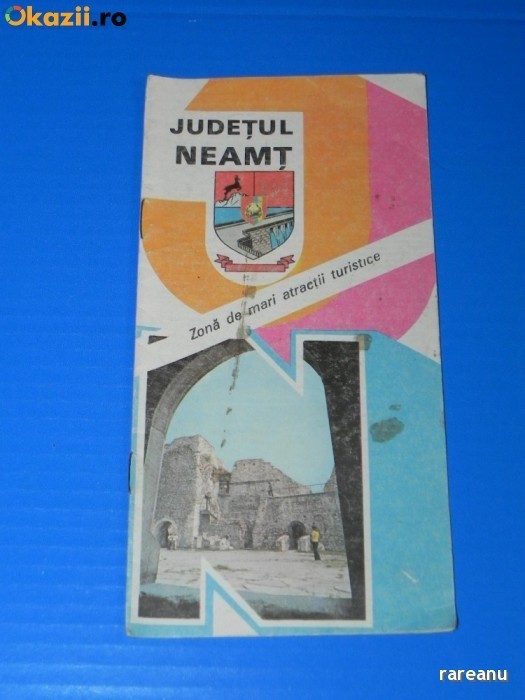 Okazii.ro
JUDEȚUL
NEAMȚ
Zonă de mari atracții turistice
rareanu